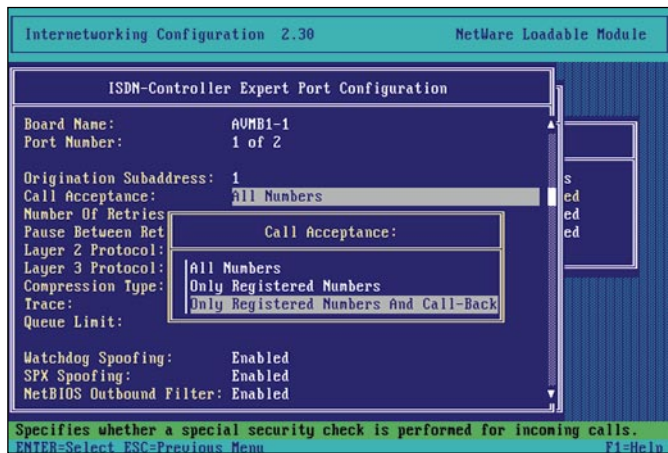 Internetworking Configuration 2.30 NetWare Loadable Module
ISDN-Controller Expert Port Configuration
Board Name: AVMB1-1
Port Number: 1 of 2
Origination Subaddress: 1
Call Acceptance: All Numbers
Number Of Retries
Pause Between Ret
Layer 2 Protocol:
Layer 3 Protocol:
Compression Type:
Trace:
Queue Limit:
Call Acceptance:
All Numbers
Only Registered Numbers
Only Registered Numbers And Call-Back
s
ed
ed
ed
Watchdog Spoofing: Enabled
SPX Spoofing: Enabled
NetBIOS Outbound Filter: Enabled
Specifies whether a special security check is performed for incoming calls.
ENTER=Select ESC=Previous Menu F1=Help